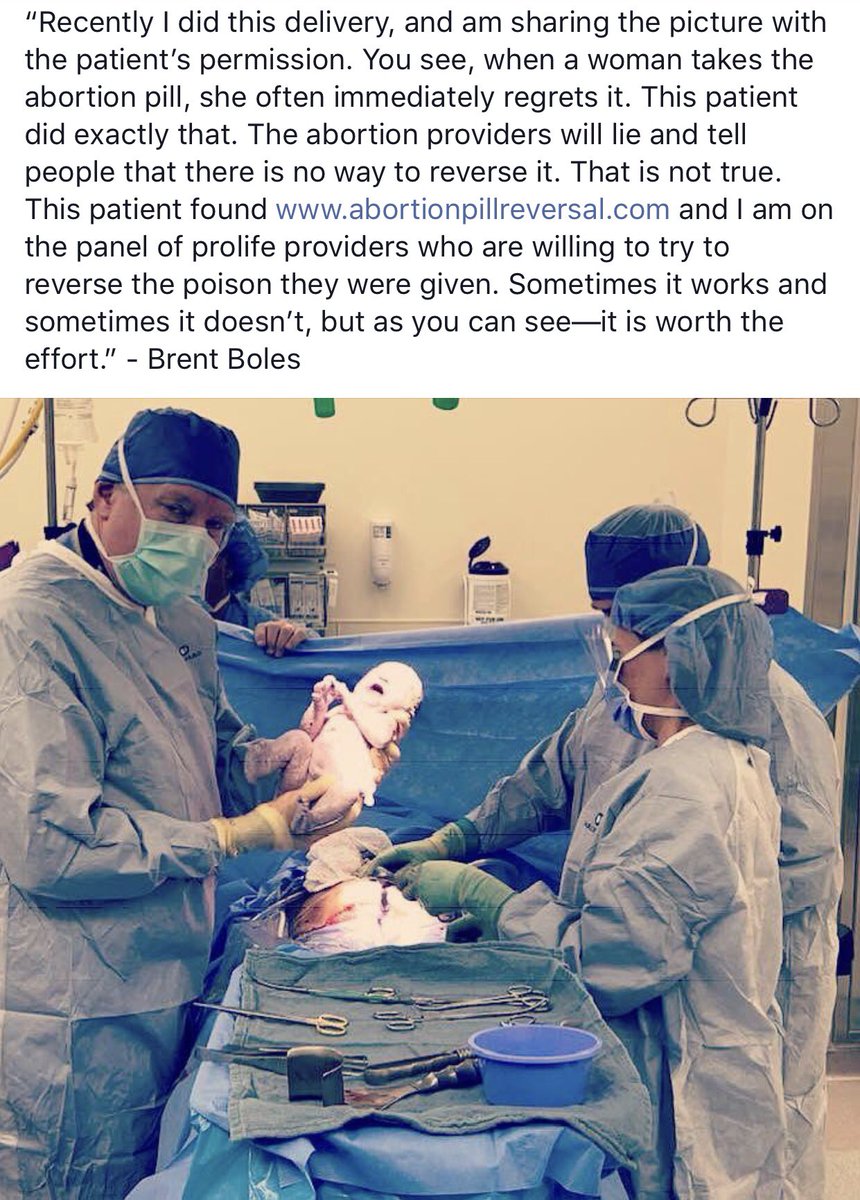 “Recently I did this delivery, and am sharing the picture with
the patient’s permission. You see, when a woman takes the
abortion pill, she often immediately regrets it. This patient
did exactly that. The abortion providers will lie and tell
people that there is no way to reverse it. That is not true.
This patient found www.abortionpillreversal.com and I am on
the panel of prolife providers who are willing to try to
reverse the poison they were given. Sometimes it works and
sometimes it doesn’t, but as you can see—it is worth the
effort.” - Brent Boles